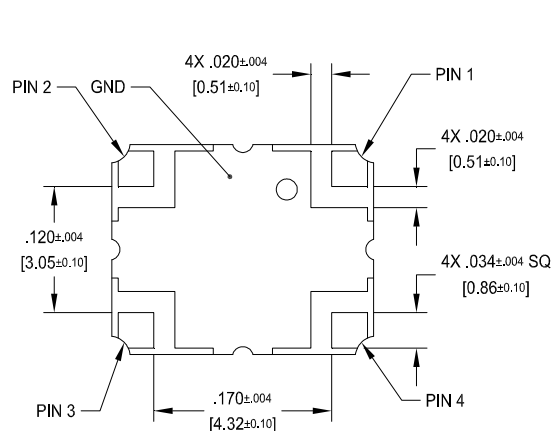 4X .020±.004
[0.51±0.10]
PIN 2
GND
PIN 1
4X .020±.004
[0.51±0.10]
.120±.004
[3.05±0.10]
4X .034±.004 SQ
[0.86±0.10]
PIN 3
.170±.004
[4.32±0.10]
PIN 4